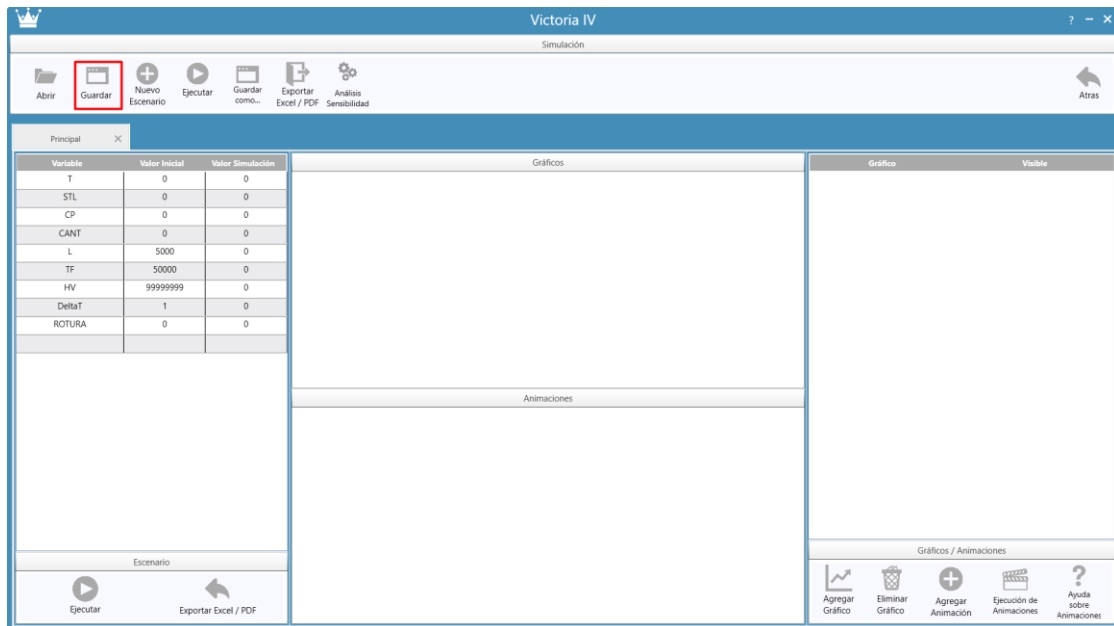 Victoria IV
? − ×
Simulación
Abrir
Guardar
Nuevo
Escenario
Ejecutar
Guardar
como...
Exportar
Excel / PDF
Análisis
Sensibilidad
Atras
Principal ×
Variable Valor Inicial Valor Simulación
T 0 0
STL 0 0
CP 0 0
CANT 0 0
L 5000 0
TF 50000 0
HV 99999999 0
DeltaT 1 0
ROTURA 0 0
Escenario
Ejecutar
Exportar Excel / PDF
Gráficos
Animaciones
Gráfico Visible
Gráficos / Animaciones
Agregar
Gráfico
Eliminar
Gráfico
Agregar
Animación
Ejecución de
Animaciones
?
Ayuda
sobre
Animaciones